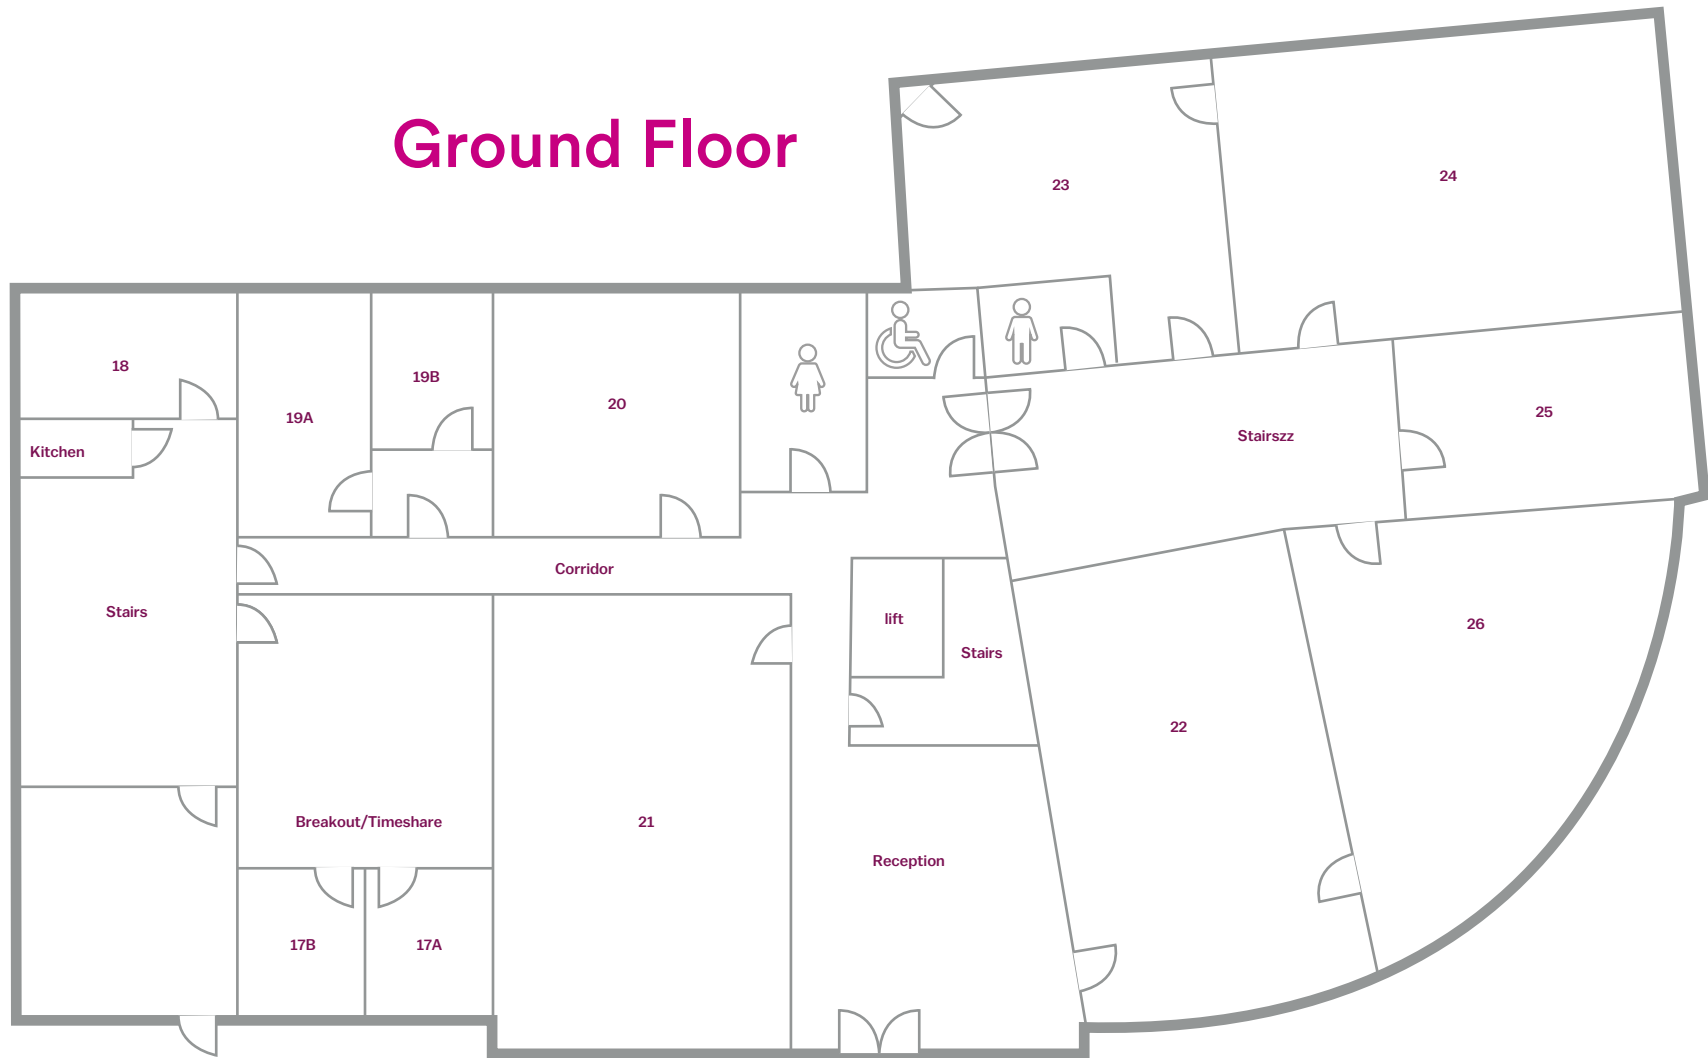 Ground Floor
23
24
18
19A
19B
20
25
Kitchen
Stairszz
Corridor
Stairs
lift
Stairs
26
22
Breakout/Timeshare
21
Reception
17B
17A